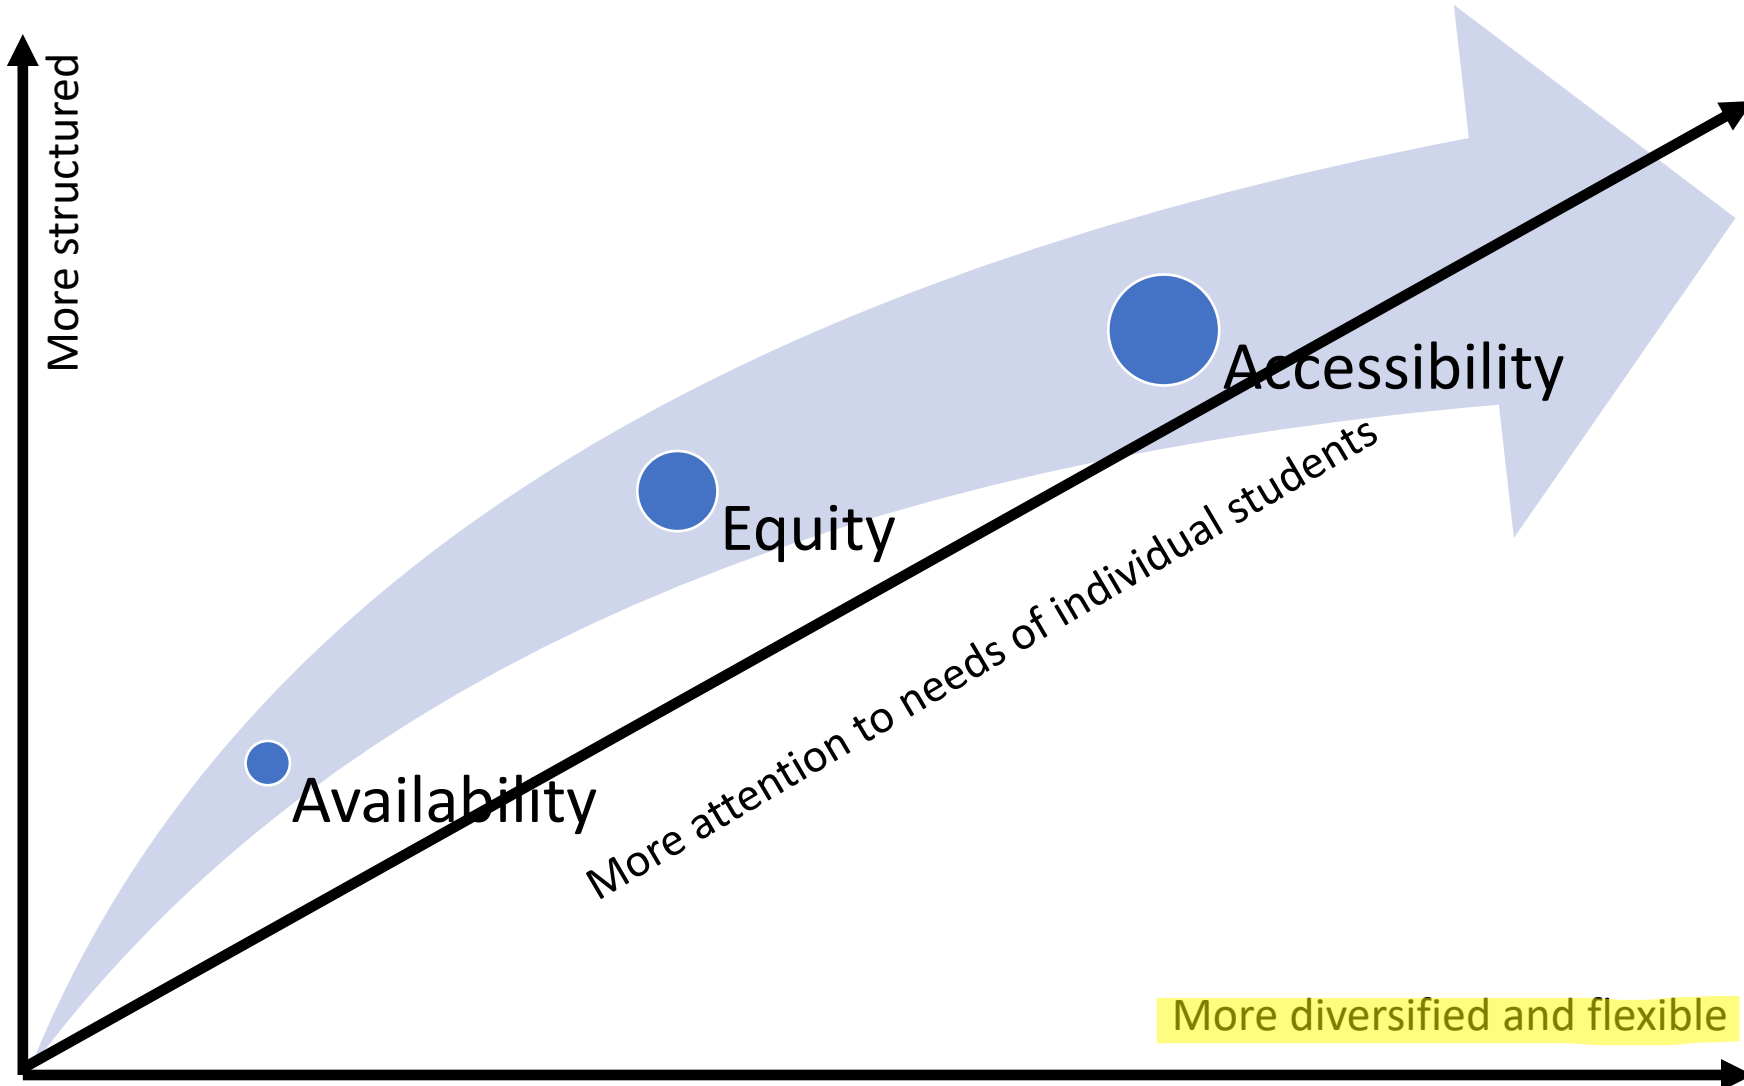 More structured
Accessibility
Equity
More attention to needs of individual students
Availability
More diversified and flexible